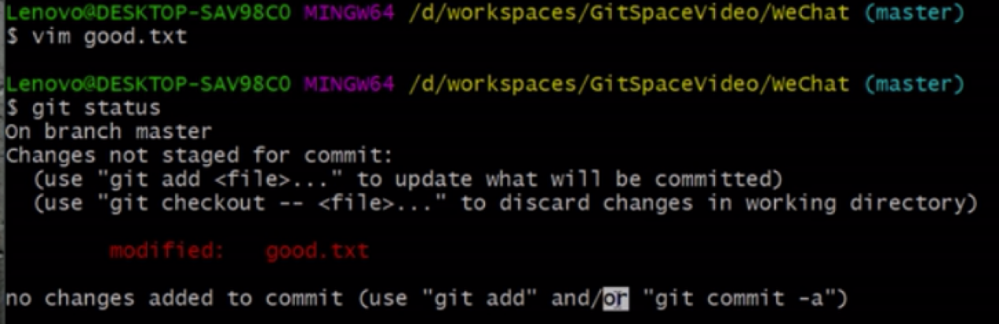 Lenovo@DESKTOP-SAV98C0 MINGW64 /d/workspaces/GitSpaceVideo/WeChat (master)
$ vim good.txt
Lenovo@DESKTOP-SAV98C0 MINGW64 /d/workspaces/GitSpaceVideo/WeChat (master)
$ git status
On branch master
Changes not staged for commit:
  (use "git add <file>..." to update what will be committed)
  (use "git checkout -- <file>..." to discard changes in working directory)
        modified:   good.txt
no changes added to commit (use "git add" and/or "git commit -a")